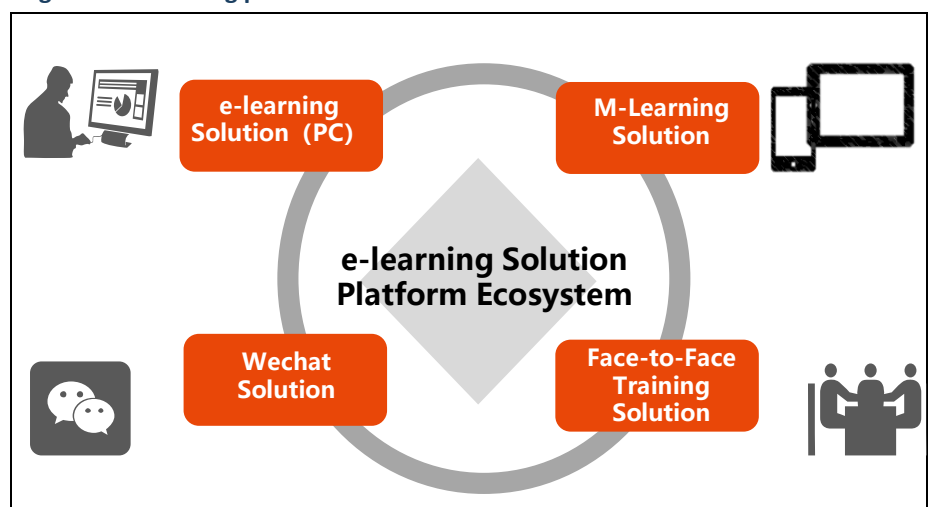 e-learning
Solution (PC)
M-Learning
Solution
e-learning Solution
Platform Ecosystem
Wechat
Solution
Face-to-Face
Training
Solution